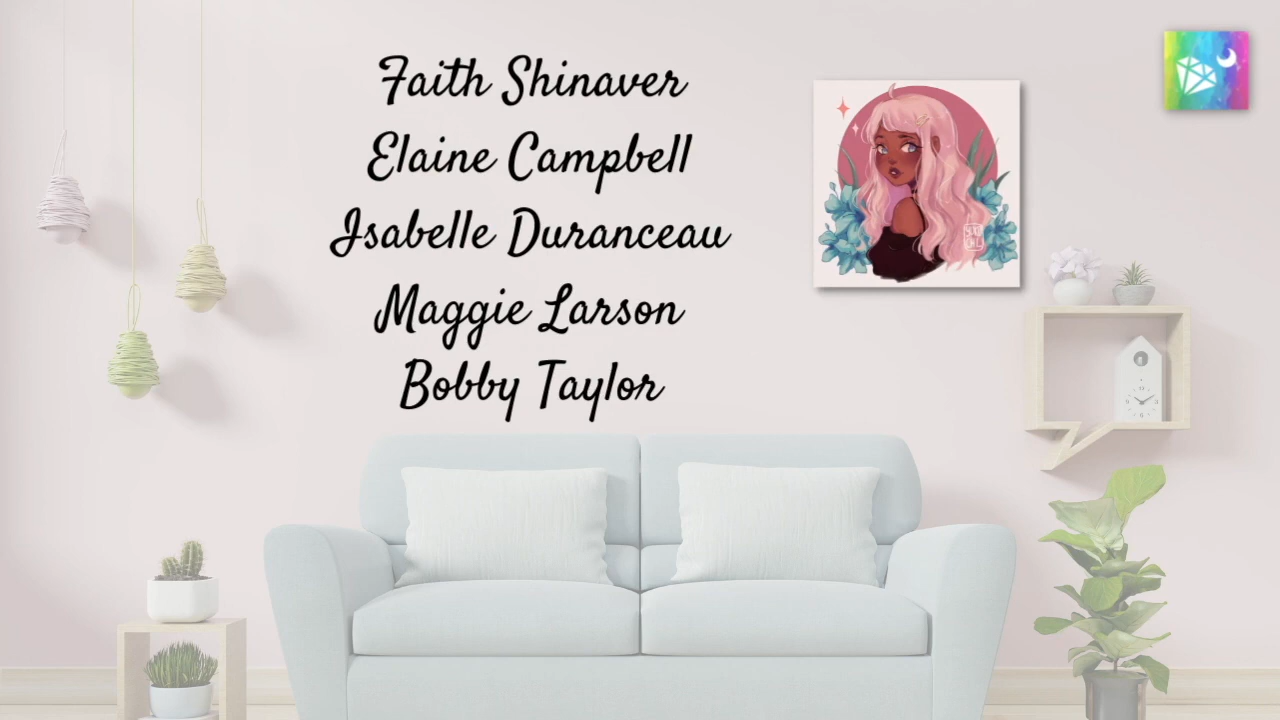 Faith Shinaver
Elaine Campbell
Isabelle Duranceau
Maggie Larson
Bobby Taylor